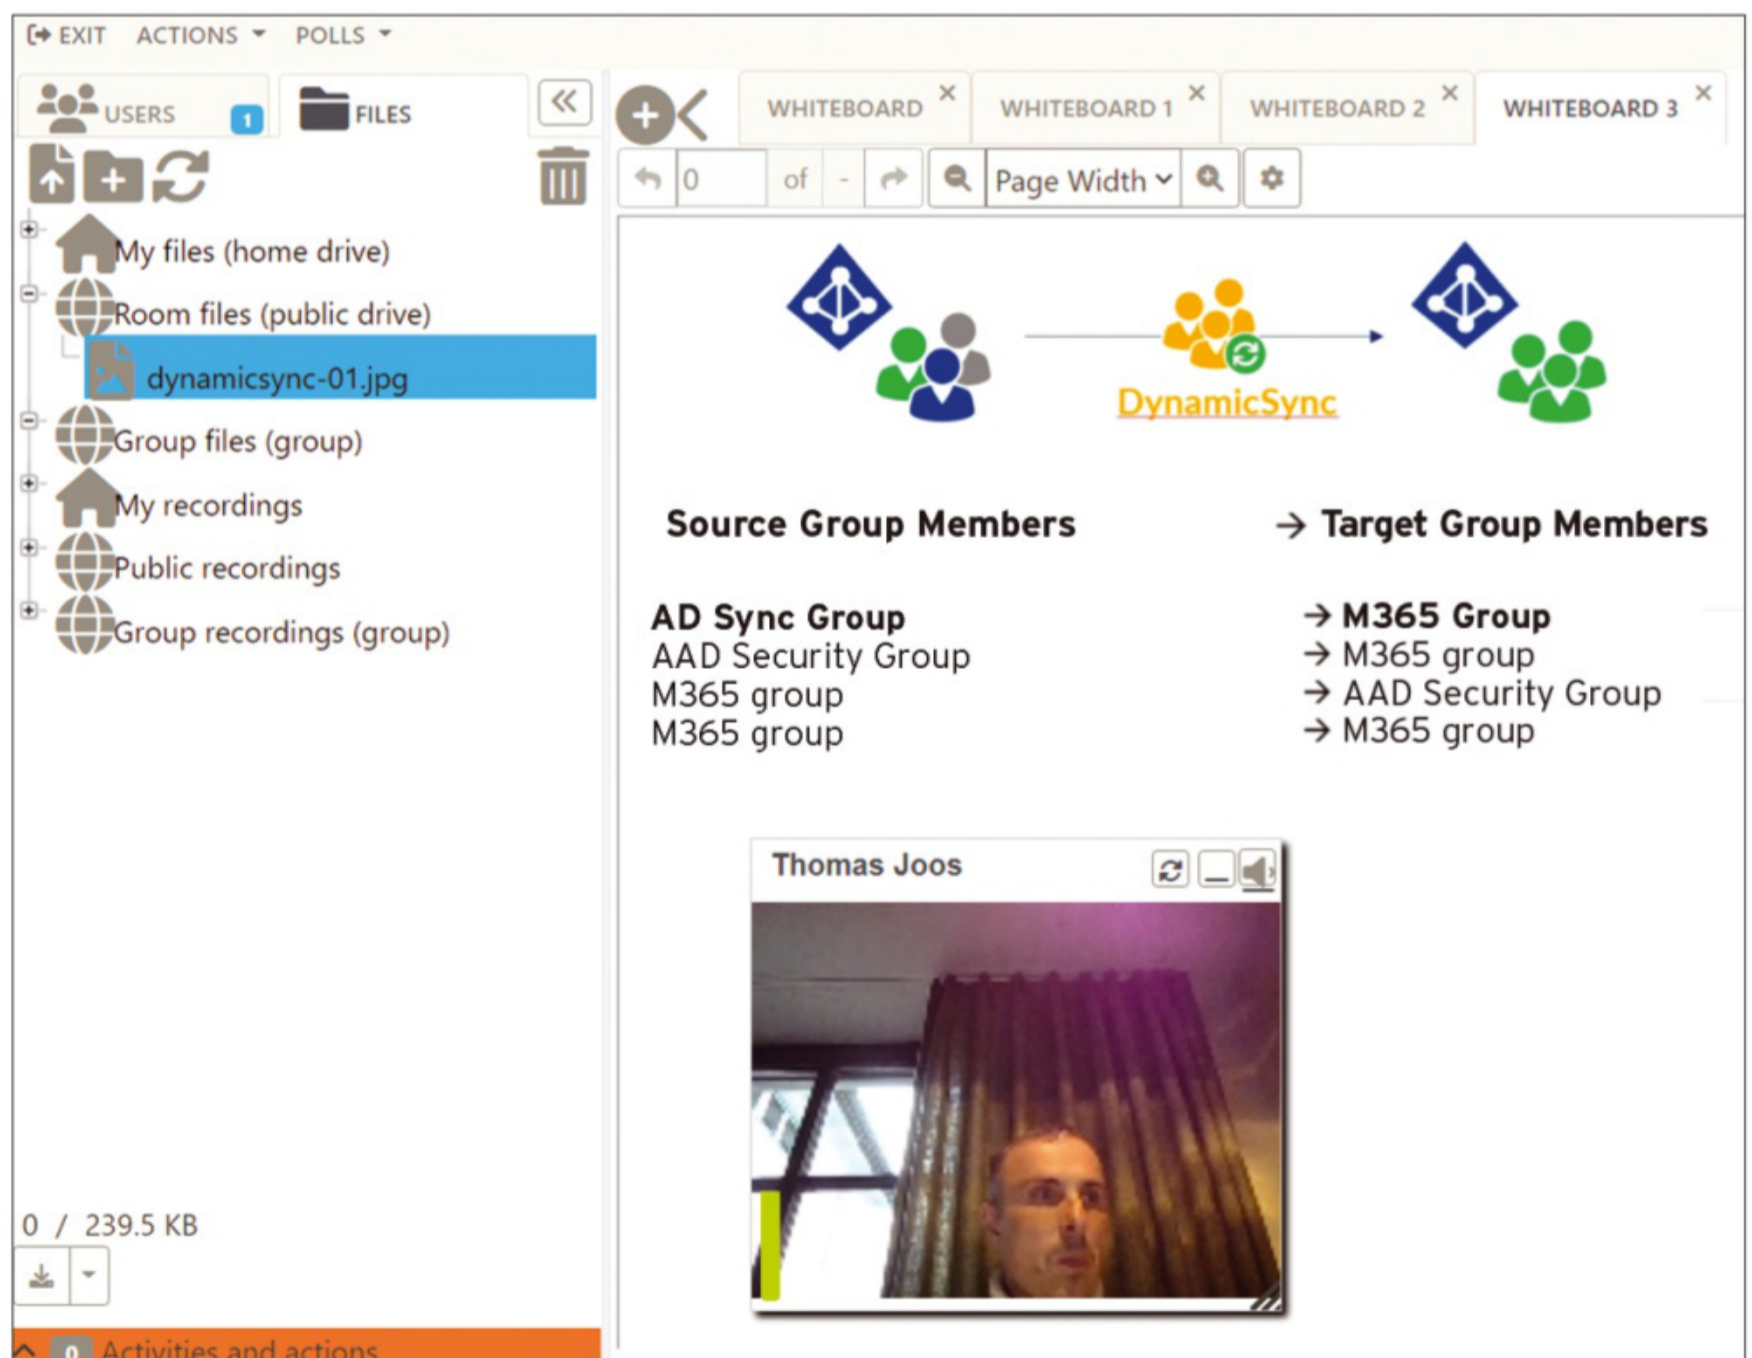 EXIT ACTIONS POLLS
USERS 1 FILES
WHITEBOARD WHITEBOARD 1 WHITEBOARD 2 WHITEBOARD 3
0 of - Page Width
My files (home drive)
Room files (public drive)
dynamicsync-01.jpg
Group files (group)
My recordings
Public recordings
Group recordings (group)
0 / 239.5 KB
0 Activities and actions
DynamicSync
Source Group Members → Target Group Members
AD Sync Group → M365 Group
AAD Security Group → M365 group
M365 group → AAD Security Group
M365 group → M365 group
Thomas Joos